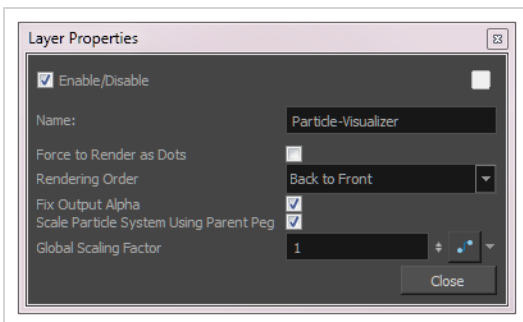 Layer Properties
Enable/Disable
Name: Particle-Visualizer
Force to Render as Dots
Rendering Order Back to Front
Fix Output Alpha
Scale Particle System Using Parent Peg
Global Scaling Factor 1
Close